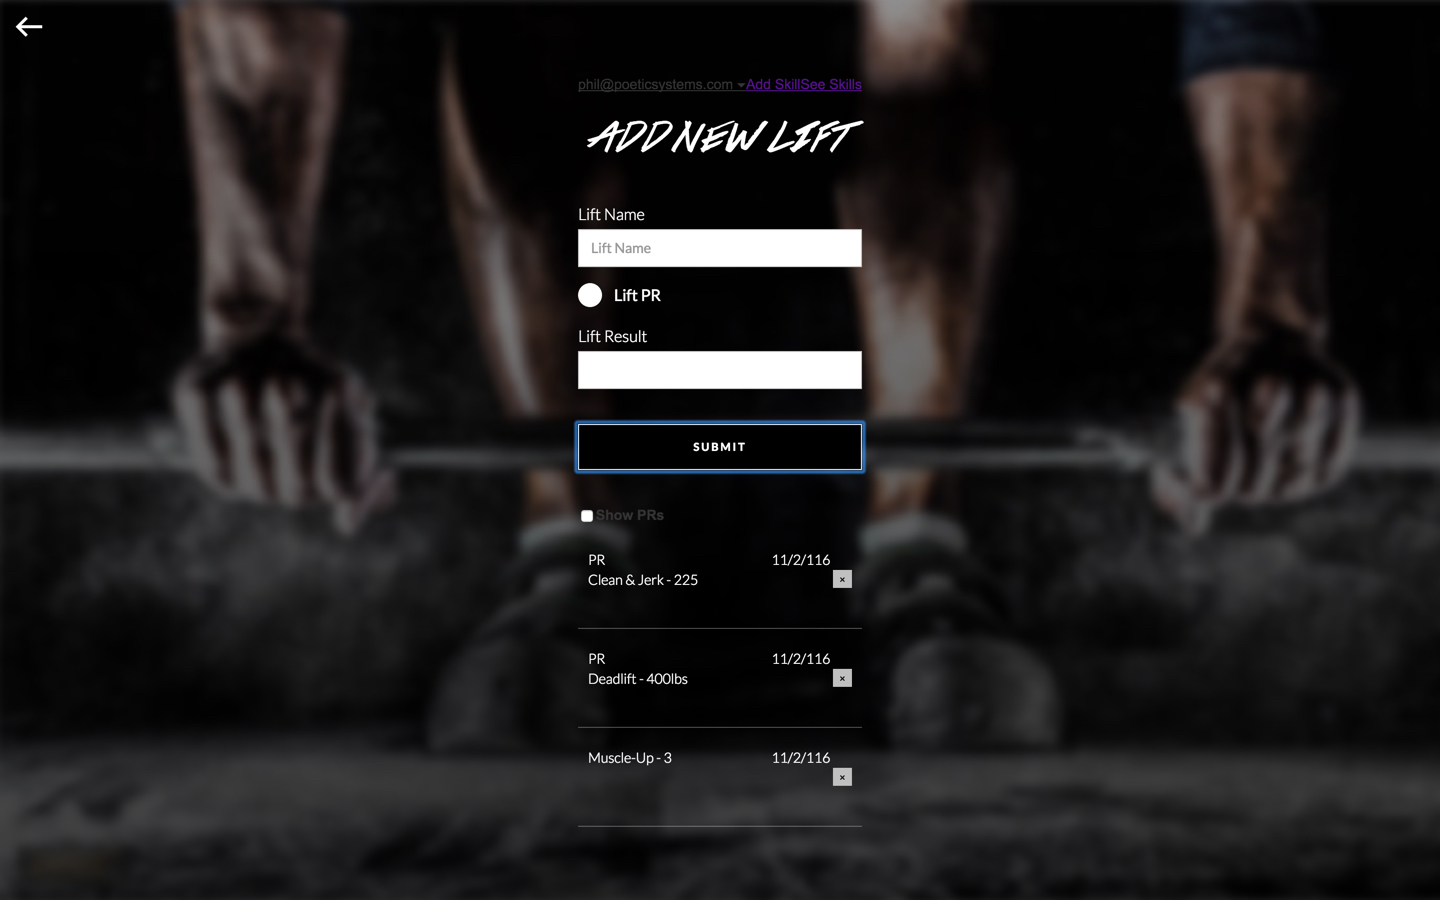 phil@poeticsystems.com Add SkillSee Skills
ADD NEW LIFT
Lift Name
Lift Name
Lift PR
Lift Result
SUBMIT
Show PRs
PR 11/2/116
Clean & Jerk - 225 ×
PR 11/2/116
Deadlift - 400lbs ×
Muscle-Up - 3 11/2/116
×